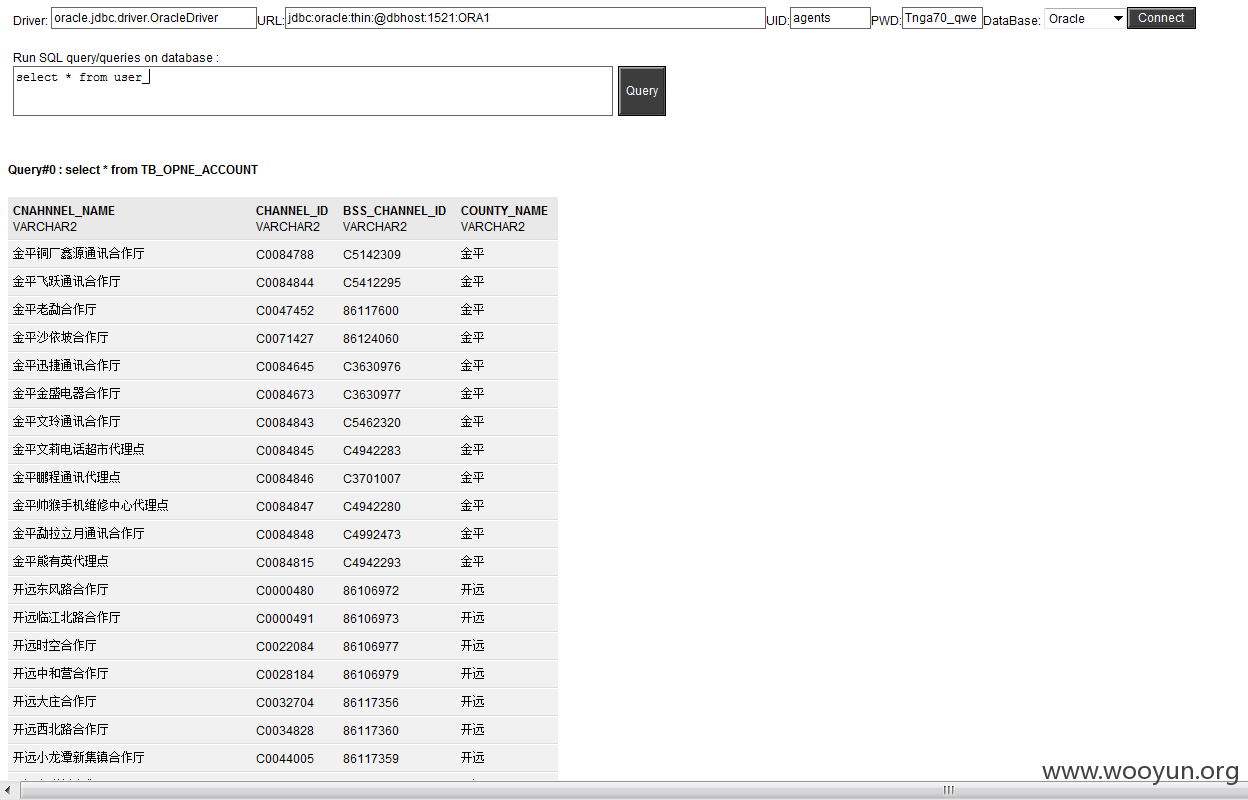 Driver: oracle.jdbc.driver.OracleDriver URL: jdbc:oracle:thin:@dbhost:1521:ORA1 UID: agents PWD: Tnga70_qwe DataBase: Oracle Connect
Run SQL query/queries on database :
select * from user_
Query
Query#0 : select * from TB_OPNE_ACCOUNT
CNAHNNEL_NAME CHANNEL_ID BSS_CHANNEL_ID COUNTY_NAME
VARCHAR2 VARCHAR2 VARCHAR2 VARCHAR2
金平铜厂鑫源通讯合作厅 C0084788 C5142309 金平
金平飞跃通讯合作厅 C0084844 C5412295 金平
金平老勐合作厅 C0047452 86117600 金平
金平沙依坡合作厅 C0071427 86124060 金平
金平迅捷通讯合作厅 C0084645 C3630976 金平
金平金盛电器合作厅 C0084673 C3630977 金平
金平文玲通讯合作厅 C0084843 C5462320 金平
金平文莉电话超市代理点 C0084845 C4942283 金平
金平鹏程通讯代理点 C0084846 C3701007 金平
金平帅猴手机维修中心代理点 C0084847 C4942280 金平
金平勐拉立月通讯合作厅 C0084848 C4992473 金平
金平熊有英代理点 C0084815 C4942293 金平
开远东风路合作厅 C0000480 86106972 开远
开远临江北路合作厅 C0000491 86106973 开远
开远时空合作厅 C0022084 86106977 开远
开远中和营合作厅 C0028184 86106979 开远
开远大庄合作厅 C0032704 86117356 开远
开远西北路合作厅 C0034828 86117360 开远
开远小龙潭新集镇合作厅 C0044005 86117359 开远
www.wooyun.org